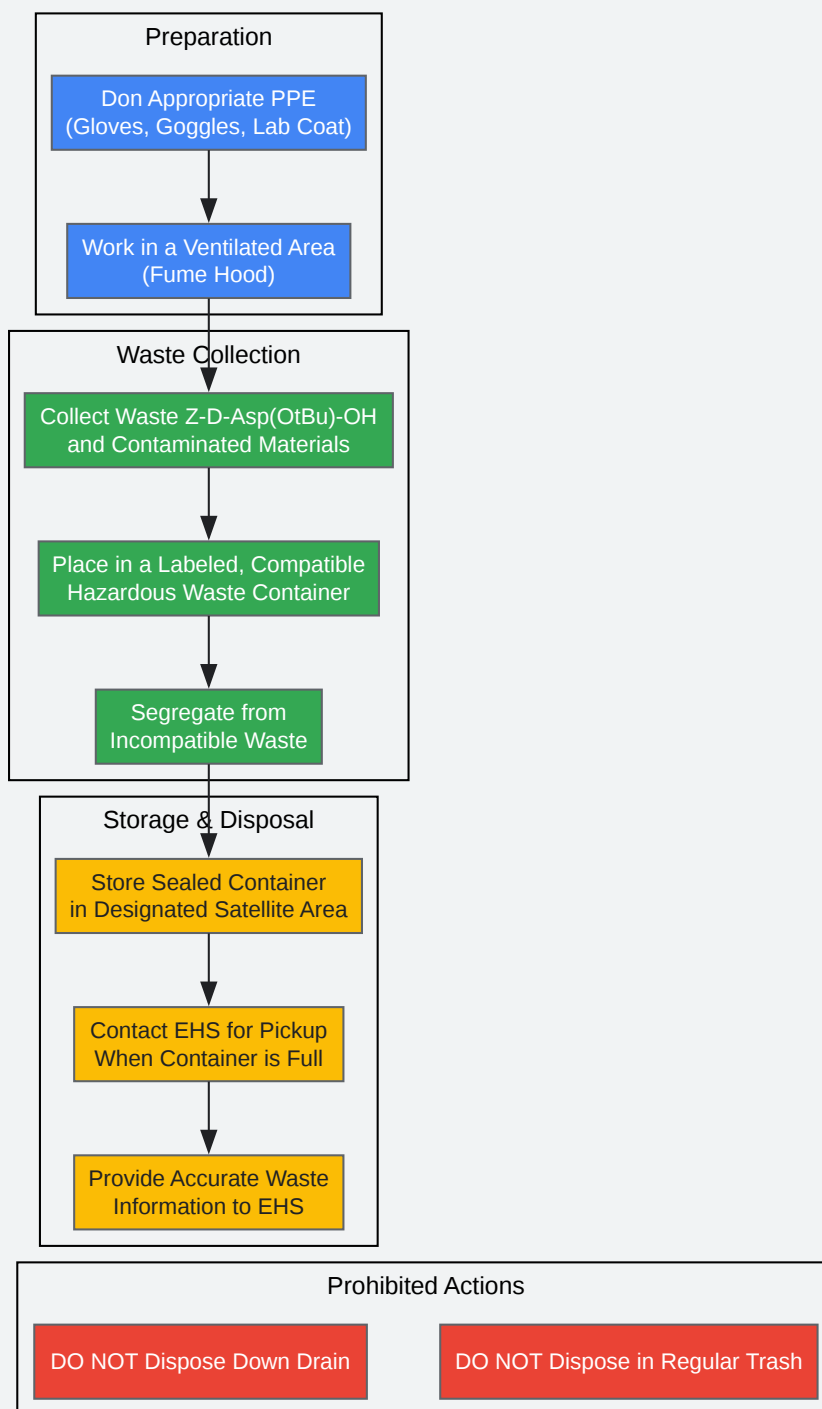 Preparation
Don Appropriate PPE
(Gloves, Goggles, Lab Coat)
Work in a Ventilated Area
(Fume Hood)
Waste Collection
Collect Waste Z-D-Asp(OtBu)-OH
and Contaminated Materials
Place in a Labeled, Compatible
Hazardous Waste Container
Segregate from
Incompatible Waste
Storage & Disposal
Store Sealed Container
in Designated Satellite Area
Contact EHS for Pickup
When Container is Full
Provide Accurate Waste
Information to EHS
Prohibited Actions
DO NOT Dispose Down Drain
DO NOT Dispose in Regular Trash